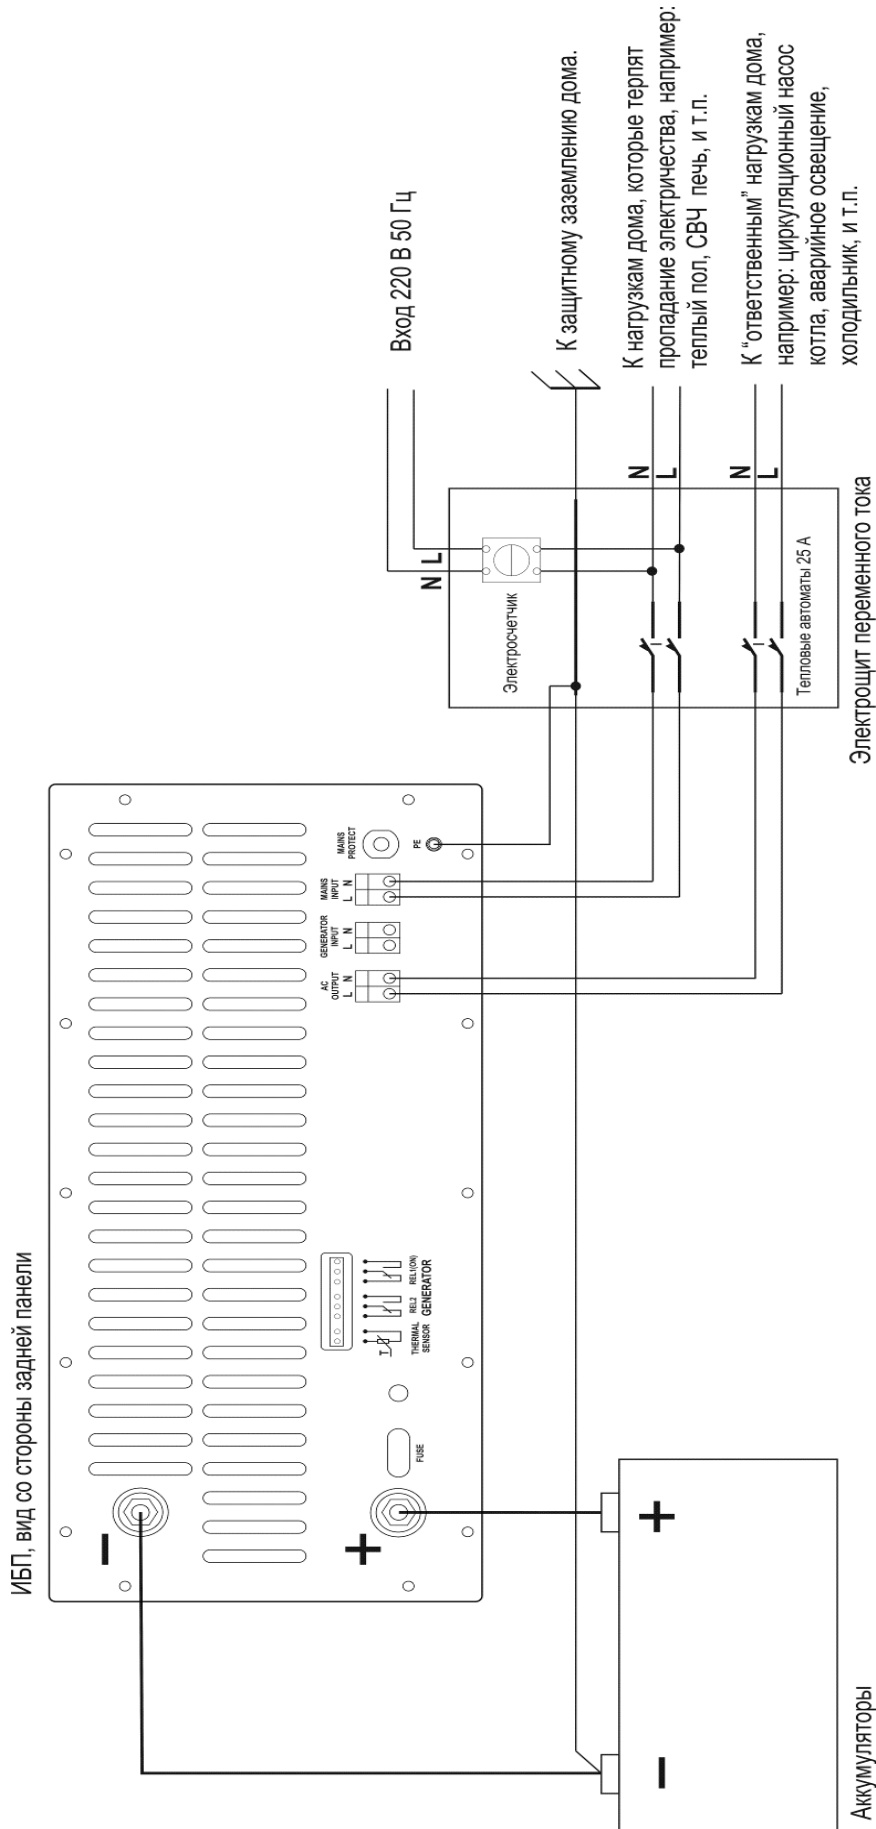 ИБП, вид со стороны задней панели
–
+
FUSE
T
THERMAL
SENSOR
REL2
REL1(ON)
GENERATOR
AC
OUTPUT
L N
GENERATOR
INPUT
L N
MAINS
INPUT
L N
MAINS
PROTECT
PE
Аккумуляторы
–
+
Электрощит переменного тока
Электросчетчик
Тепловые автоматы 25 А
N L
N
L
N
L
Вход 220 В 50 Гц
К защитному заземлению дома.
К нагрузкам дома, которые терпят
пропадание электричества, например:
теплый пол, СВЧ печь, и т.п.
К “ответственным” нагрузкам дома,
например: циркуляционный насос
котла, аварийное освещение,
холодильник, и т.п.